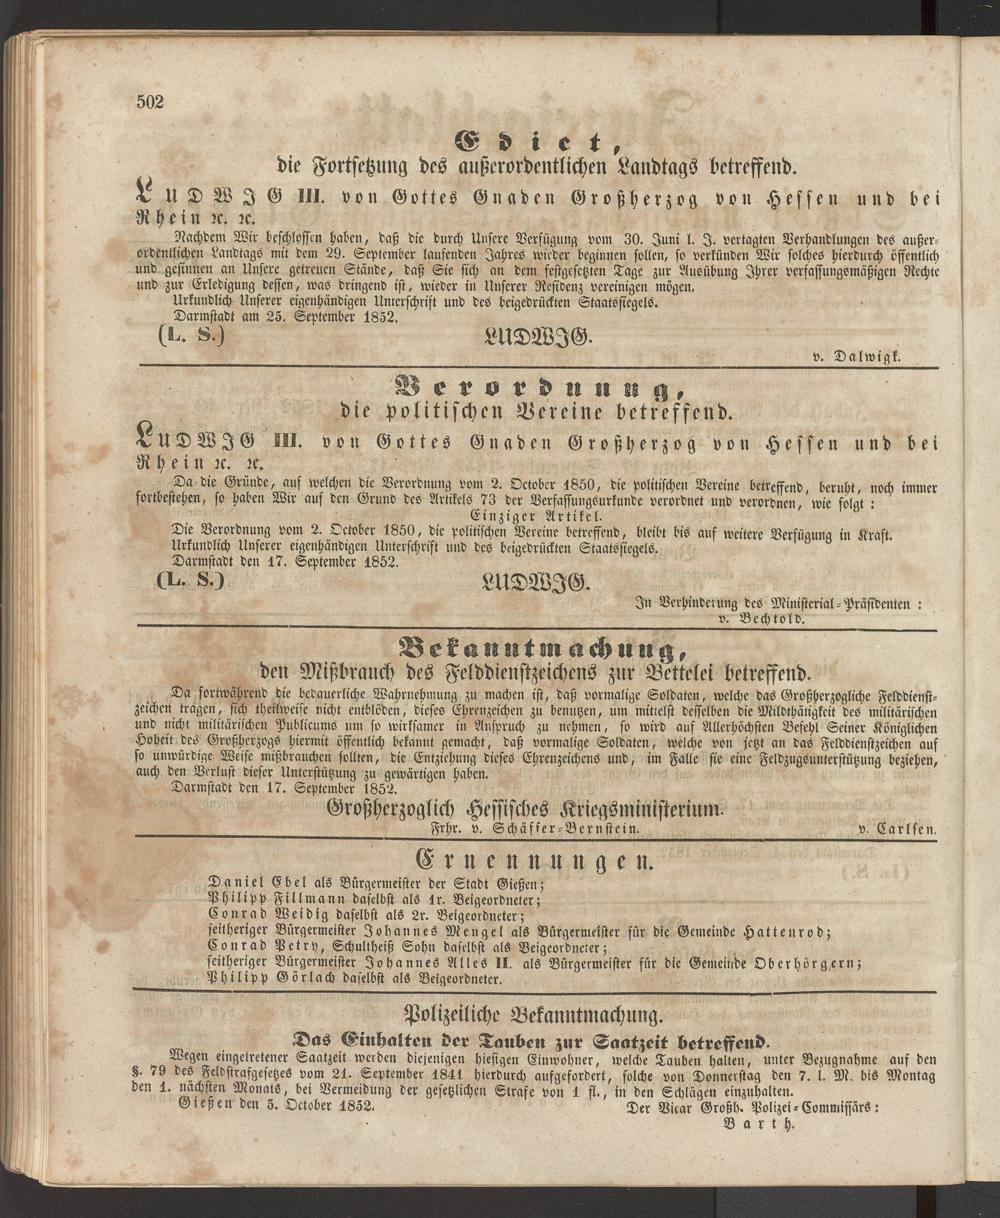 502
Edict,
die Fortsetzung des außerordentlichen Landtags betreffend.
LUDWIG III. von Gottes Gnaden Großherzog von Hessen und bei
Rhein ꝛc. ꝛc.
Nachdem Wir beschlossen haben, daß die durch Unsere Verfügung vom 30. Juni l. J. vertagten Verhandlungen des außer-
ordentlichen Landtags mit dem 29. September laufenden Jahres wieder beginnen sollen, so verkünden Wir solches hierdurch öffentlich
und gesinnen an Unsere getreuen Stände, daß Sie sich an dem festgesetzten Tage zur Ausübung Ihrer verfassungsmäßigen Rechte
und zur Erledigung dessen, was dringend ist, wieder in Unserer Residenz vereinigen mögen.
Urkundlich Unserer eigenhändigen Unterschrift und des beigedrückten Staatssiegels.
Darmstadt am 25. September 1852.
(L. S.) LUDWIG.
v. Dalwigk.
Verordnung,
die politischen Vereine betreffend.
LUDWIG III. von Gottes Gnaden Großherzog von Hessen und bei
Rhein ꝛc. ꝛc.
Da die Gründe, auf welchen die Verordnung vom 2. October 1850, die politischen Vereine betreffend, beruht, noch immer
fortbestehen, so haben Wir auf den Grund des Artikels 73 der Verfassungsurkunde verordnet und verordnen, wie folgt:
Einziger Artikel.
Die Verordnung vom 2. October 1850, die politischen Vereine betreffend, bleibt bis auf weitere Verfügung in Kraft.
Urkundlich Unserer eigenhändigen Unterschrift und des beigedrückten Staatssiegels.
Darmstadt den 17. September 1852.
(L. S.) LUDWIG.
In Verhinderung des Ministerial-Präsidenten:
v. Bechtold.
Bekanntmachung,
den Mißbrauch des Felddienstzeichens zur Bettelei betreffend.
Da fortwährend die bedauerliche Wahrnehmung zu machen ist, daß vormalige Soldaten, welche das Großherzogliche Felddienst-
zeichen tragen, sich theilweise nicht entblöden, dieses Ehrenzeichen zu benutzen, um mittelst desselben die Mildthätigkeit des militärischen
und nicht militärischen Publicums um so wirksamer in Anspruch zu nehmen, so wird auf Allerhöchsten Befehl Seiner Königlichen
Hoheit des Großherzogs hiermit öffentlich bekannt gemacht, daß vormalige Soldaten, welche von jetzt an das Felddienstzeichen auf
so unwürdige Weise mißbrauchen sollten, die Entziehung dieses Ehrenzeichens und, im Falle sie eine Feldzugsunterstützung beziehen,
auch den Verlust dieser Unterstützung zu gewärtigen haben.
Darmstadt den 17. September 1852.
Großherzoglich Hessisches Kriegsministerium.
Frhr. v. Schäffer-Bernstein. v. Carlsen.
Ernennungen.
Daniel Ebel als Bürgermeister der Stadt Gießen;
Philipp Fillmann daselbst als 1r. Beigeordneter;
Conrad Weidig daselbst als 2r. Beigeordneter;
seitheriger Bürgermeister Johannes Mengel als Bürgermeister für die Gemeinde Hattenrod;
Conrad Petry, Schultheiß Sohn daselbst als Beigeordneter;
seitheriger Bürgermeister Johannes Alles II. als Bürgermeister für die Gemeinde Oberhörgern;
Philipp Görlach daselbst als Beigeordneter.
Polizeiliche Bekanntmachung.
Das Einhalten der Tauben zur Saatzeit betreffend.
Wegen eingetretener Saatzeit werden diejenigen hiesigen Einwohner, welche Tauben halten, unter Bezugnahme auf den
§. 79 des Feldstrafgesetzes vom 21. September 1841 hierdurch aufgefordert, solche von Donnerstag den 7. l. M. bis Montag
den 1. nächsten Monats, bei Vermeidung der gesetzlichen Strafe von 1 fl., in den Schlägen einzuhalten.
Gießen den 5. October 1852. Der Vicar Großh. Polizei-Commissärs:
Barth.